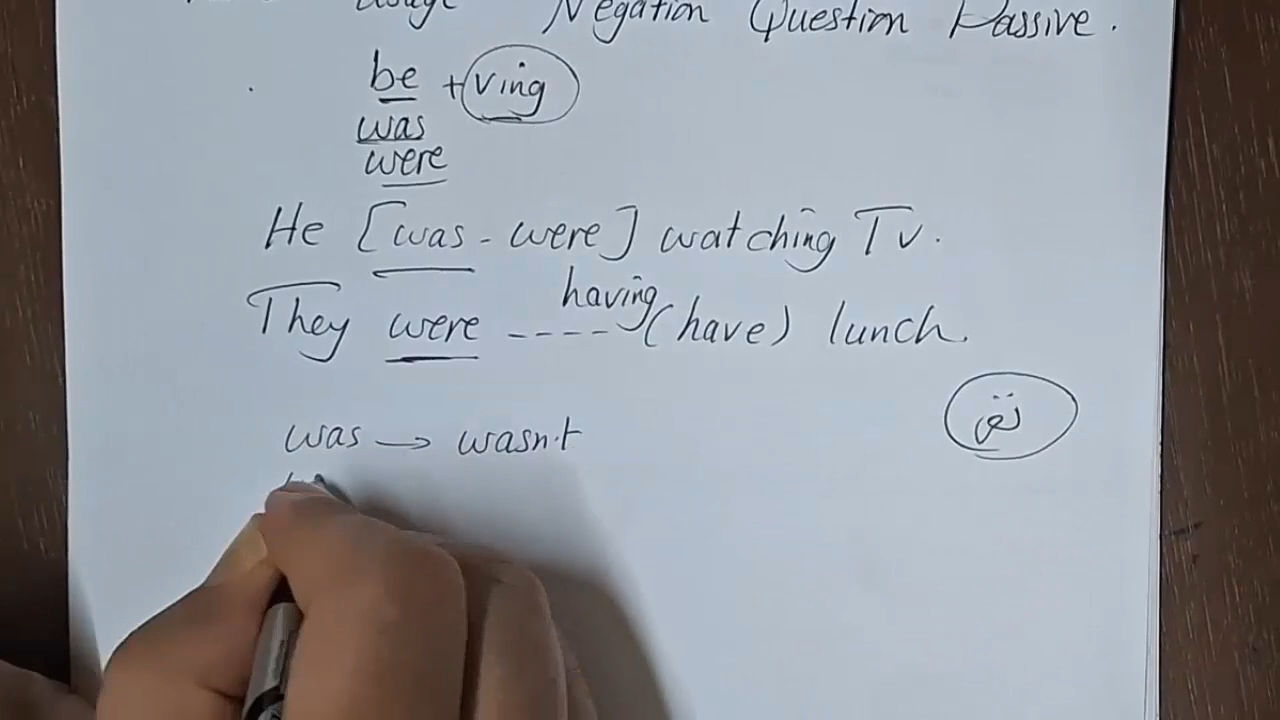 Usage Negation Question Passive.
be + ving
was
were
He [was - were] watching Tv.
They were ---- having (have) lunch.
was → wasn't